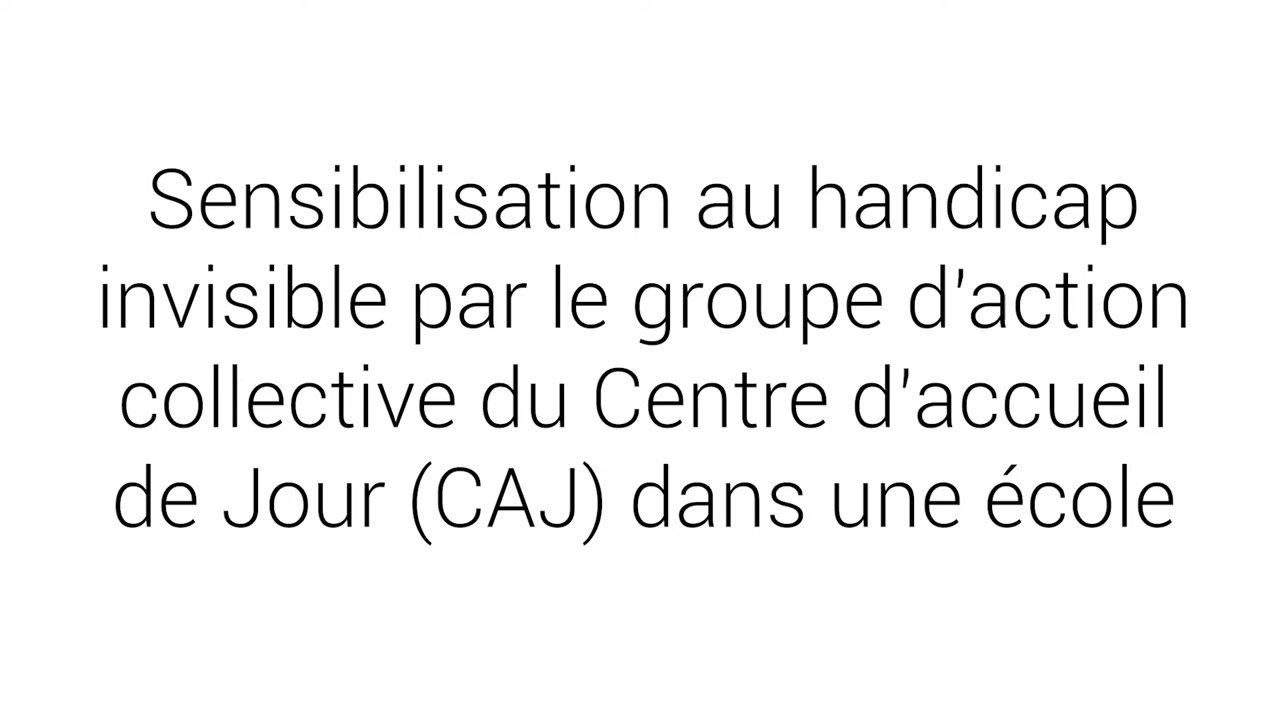 Sensibilisation au handicap
invisible par le groupe d'action
collective du Centre d'accueil
de Jour (CAJ) dans une école